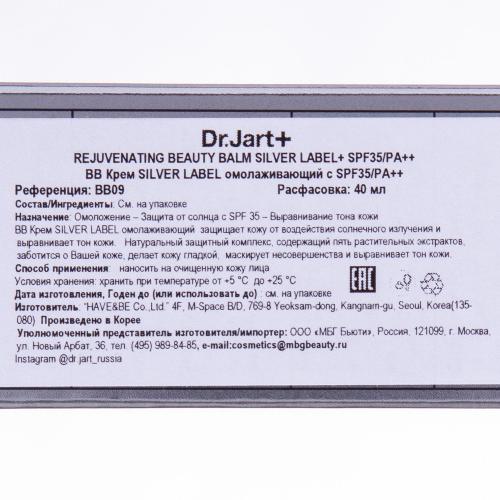 Dr.Jart+
REJUVENATING BEAUTY BALM SILVER LABEL+ SPF35/PA++
BB Крем SILVER LABEL омолаживающий с SPF35/PA++
Референция: BB09 Расфасовка: 40 мл
Состав/Ингредиенты: См. на упаковке
Назначение: Омоложение – Защита от солнца с SPF 35 – Выравнивание тона кожи
BB Крем SILVER LABEL омолаживающий защищает кожу от воздействия солнечного излучения и
выравнивает тон кожи. Натуральный защитный комплекс, содержащий пять растительных экстрактов,
заботится о Вашей коже, делает кожу гладкой, маскирует несовершенства и выравнивает тон кожи.
Способ применения: наносить на очищенную кожу лица
Условия хранения: хранить при температуре от +5 °C до +25 °C
Дата изготовления, Годен до (или использовать до) : см. на упаковке
EAC
Изготовитель: "HAVE&BE Co.,Ltd." 4F, M-Space B/D, 769-8 Yeoksam-dong, Kangnam-gu, Seoul, Korea(135-
080) Произведено в Корее
Уполномоченный представитель изготовителя/импортер: ООО «МБГ Бьюти», Россия, 121099, г. Москва,
ул. Новый Арбат, 36, тел. (495) 989-84-85, e-mail:cosmetics@mbgbeauty.ru
Instagram @dr.jart_russia